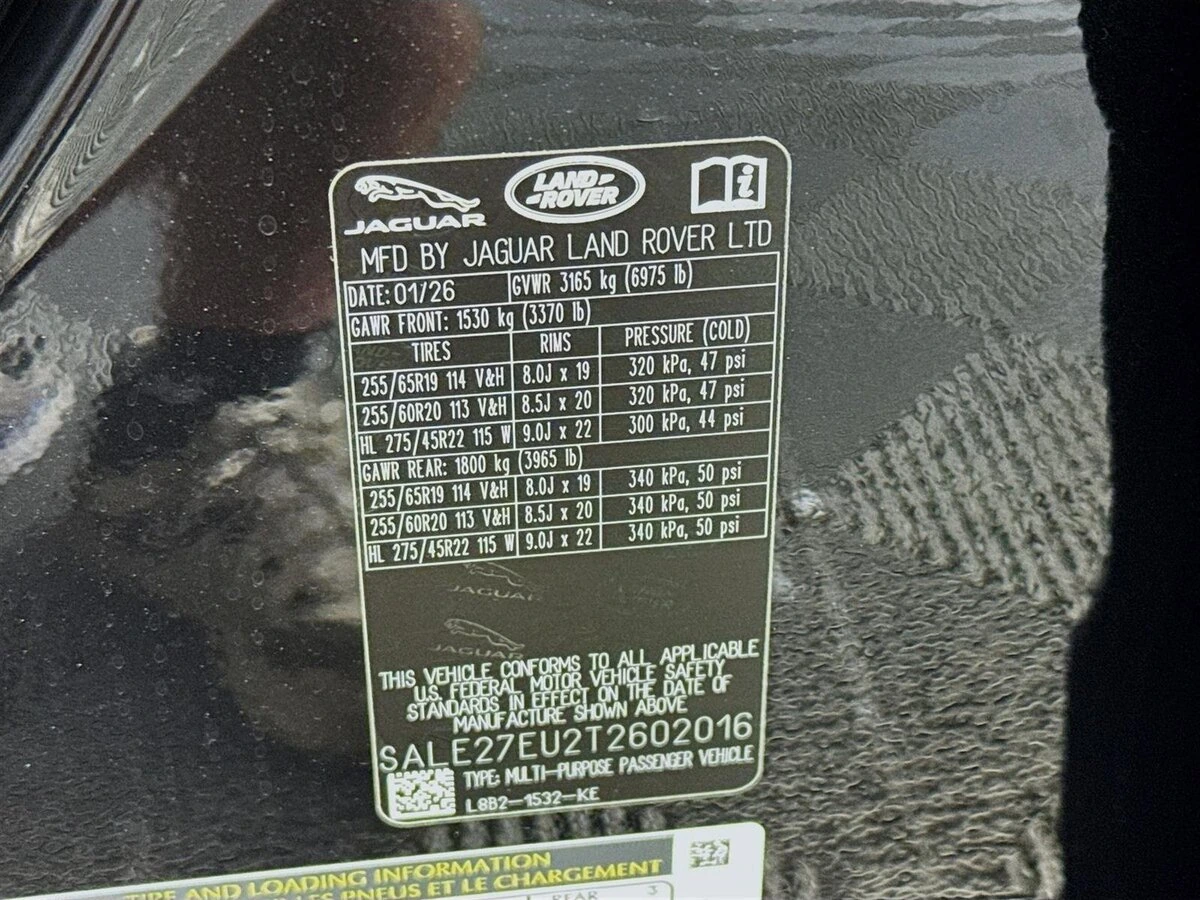 JAGUAR
LAND ROVER
i
MFD BY JAGUAR LAND ROVER LTD
DATE: 01/26 GVWR 3165 kg (6975 lb)
GAWR FRONT: 1530 kg (3370 lb)
TIRES RIMS PRESSURE (COLD)
255/65R19 114 V&H 8.0J x 19 320 kPa, 47 psi
255/60R20 113 V&H 8.5J x 20 320 kPa, 47 psi
HL 275/45R22 115 W 9.0J x 22 300 kPa, 44 psi
GAWR REAR: 1800 kg (3965 lb)
255/65R19 114 V&H 8.0J x 19 340 kPa, 50 psi
255/60R20 113 V&H 8.5J x 20 340 kPa, 50 psi
HL 275/45R22 115 W 9.0J x 22 340 kPa, 50 psi
JAGUAR
JAGUAR
THIS VEHICLE CONFORMS TO ALL APPLICABLE
U.S. FEDERAL MOTOR VEHICLE SAFETY
STANDARDS IN EFFECT ON THE DATE OF
MANUFACTURE SHOWN ABOVE
SALE27EU2T2602016
TYPE: MULTI-PURPOSE PASSENGER VEHICLE
L8B2-1532-KE
TIRE AND LOADING INFORMATION
LES PNEUS ET LE CHARGEMENT
REAR 3